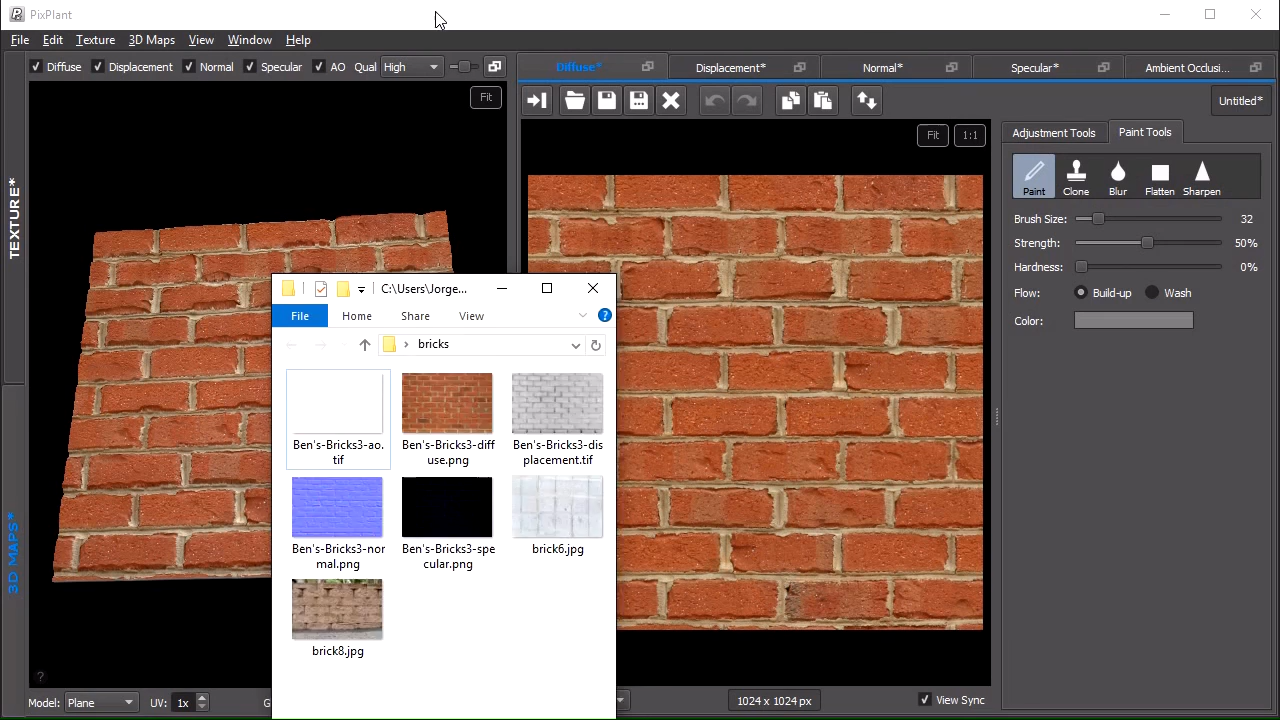 PixPlant
File Edit Texture 3D Maps View Window Help
Diffuse Displacement Normal Specular AO Qual High
Diffuse* Displacement* Normal* Specular* Ambient Occlusi...
Untitled*
Fit
Fit 1:1
Adjustment Tools Paint Tools
Paint Clone Blur Flatten Sharpen
Brush Size: 32
Strength: 50%
Hardness: 0%
Flow: Build-up Wash
Color:
TEXTURE*
3D MAPS*
C:\Users\Jorge...
File Home Share View
bricks
Ben's-Bricks3-ao.
tif
Ben's-Bricks3-diff
use.png
Ben's-Bricks3-dis
placement.tif
Ben's-Bricks3-nor
mal.png
Ben's-Bricks3-spe
cular.png
brick6.jpg
brick8.jpg
?
Model: Plane UV: 1x G
1024 x 1024 px
View Sync